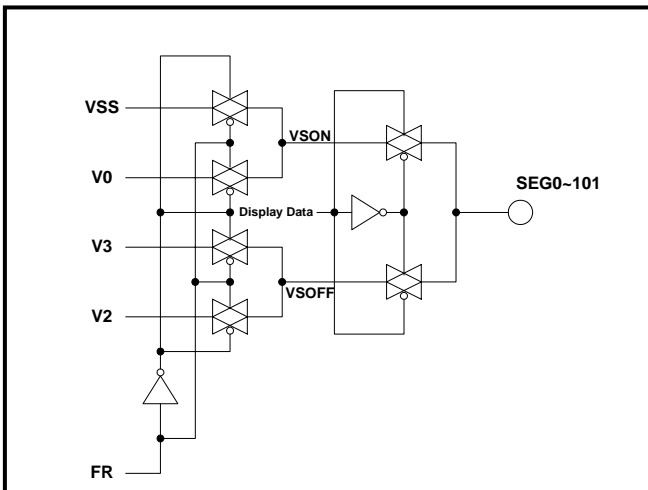 VSS
VSON
V0
SEG0~101
Display Data
V3
VSOFF
V2
FR